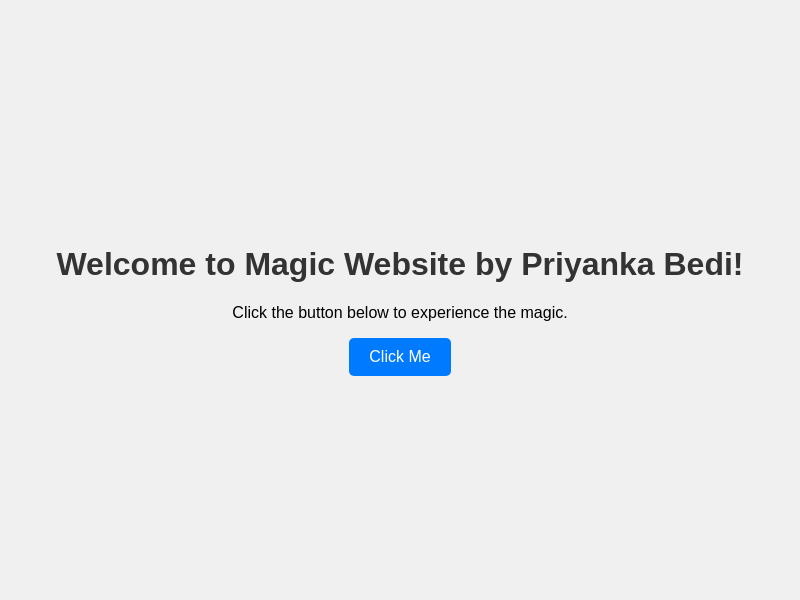 Welcome to Magic Website by Priyanka Bedi!
Click the button below to experience the magic.
Click Me